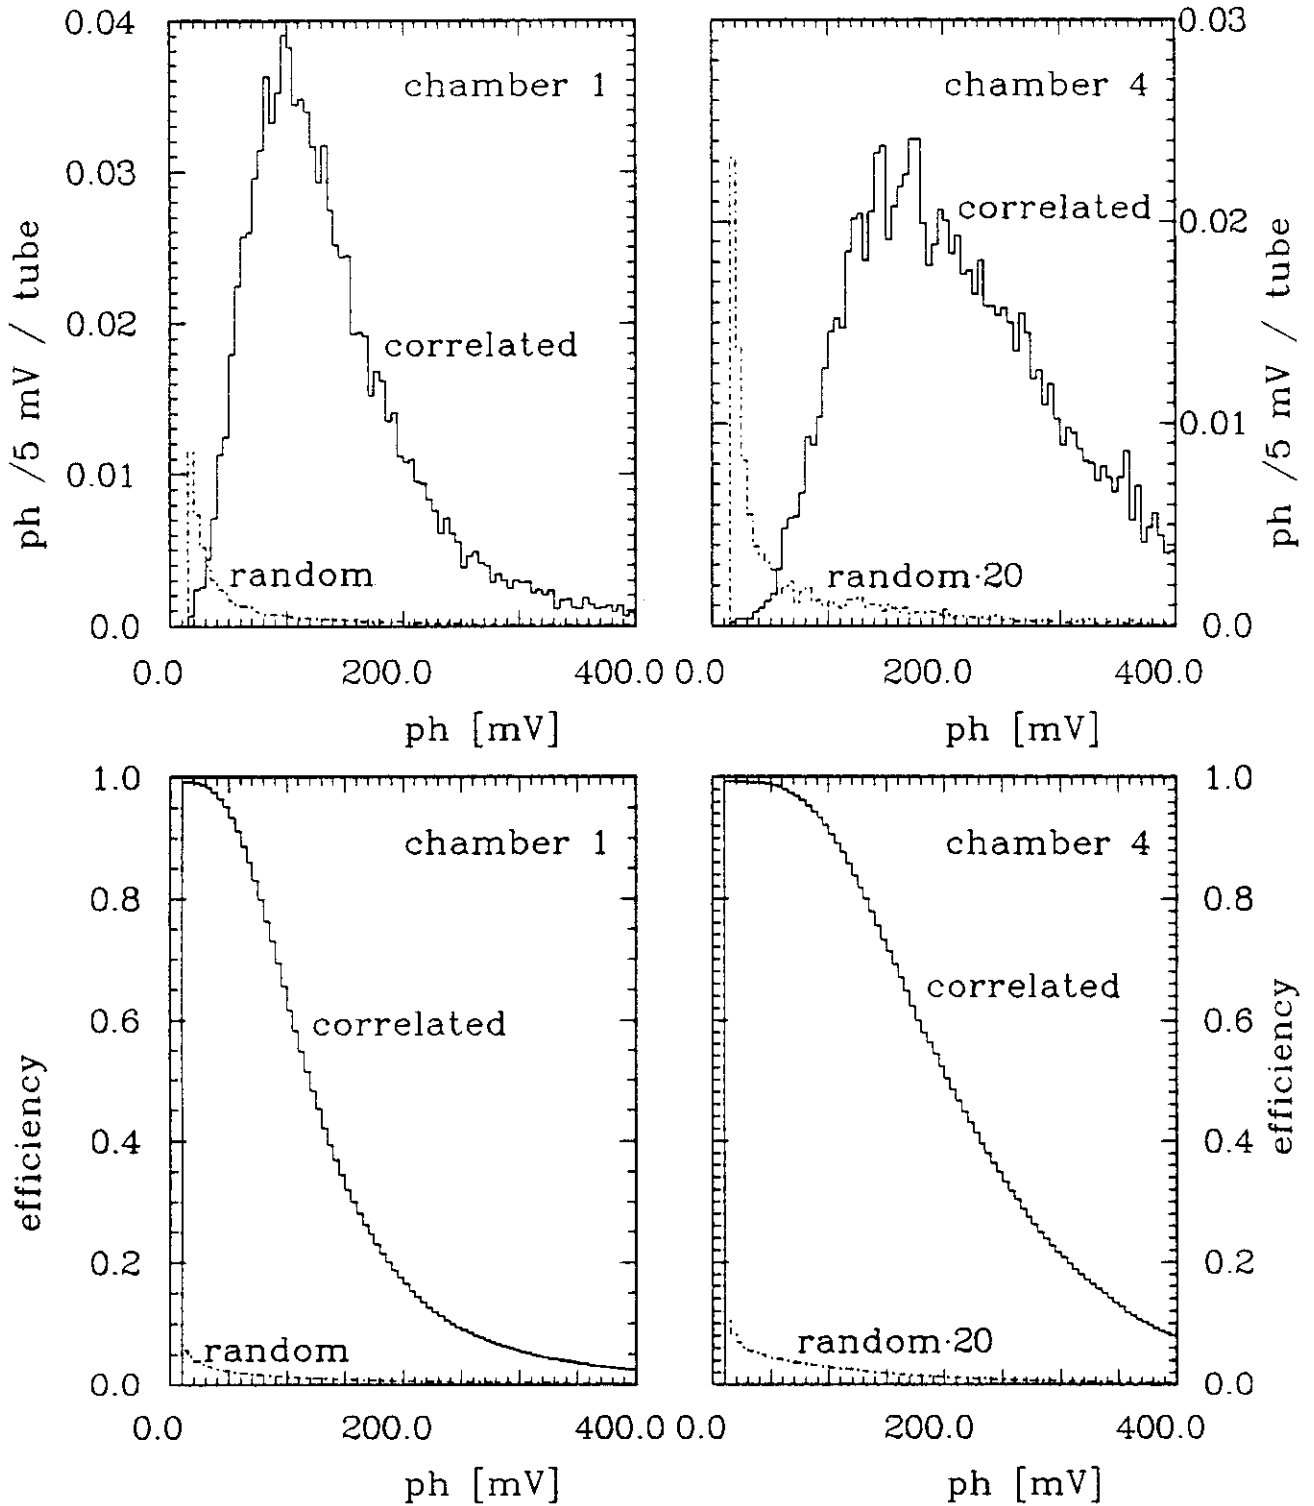 0.04
0.03
0.02
0.01
0.0
ph /5 mV / tube
chamber 1
correlated
random
0.0 200.0 400.0
ph [mV]
chamber 4
correlated
random·20
0.03
0.02
0.01
0.0
ph /5 mV / tube
0.0 200.0 400.0
ph [mV]
1.0
0.8
0.6
0.4
0.2
0.0
efficiency
chamber 1
correlated
random
0.0 200.0 400.0
ph [mV]
chamber 4
correlated
random·20
1.0
0.8
0.6
0.4
0.2
0.0
efficiency
0.0 200.0 400.0
ph [mV]